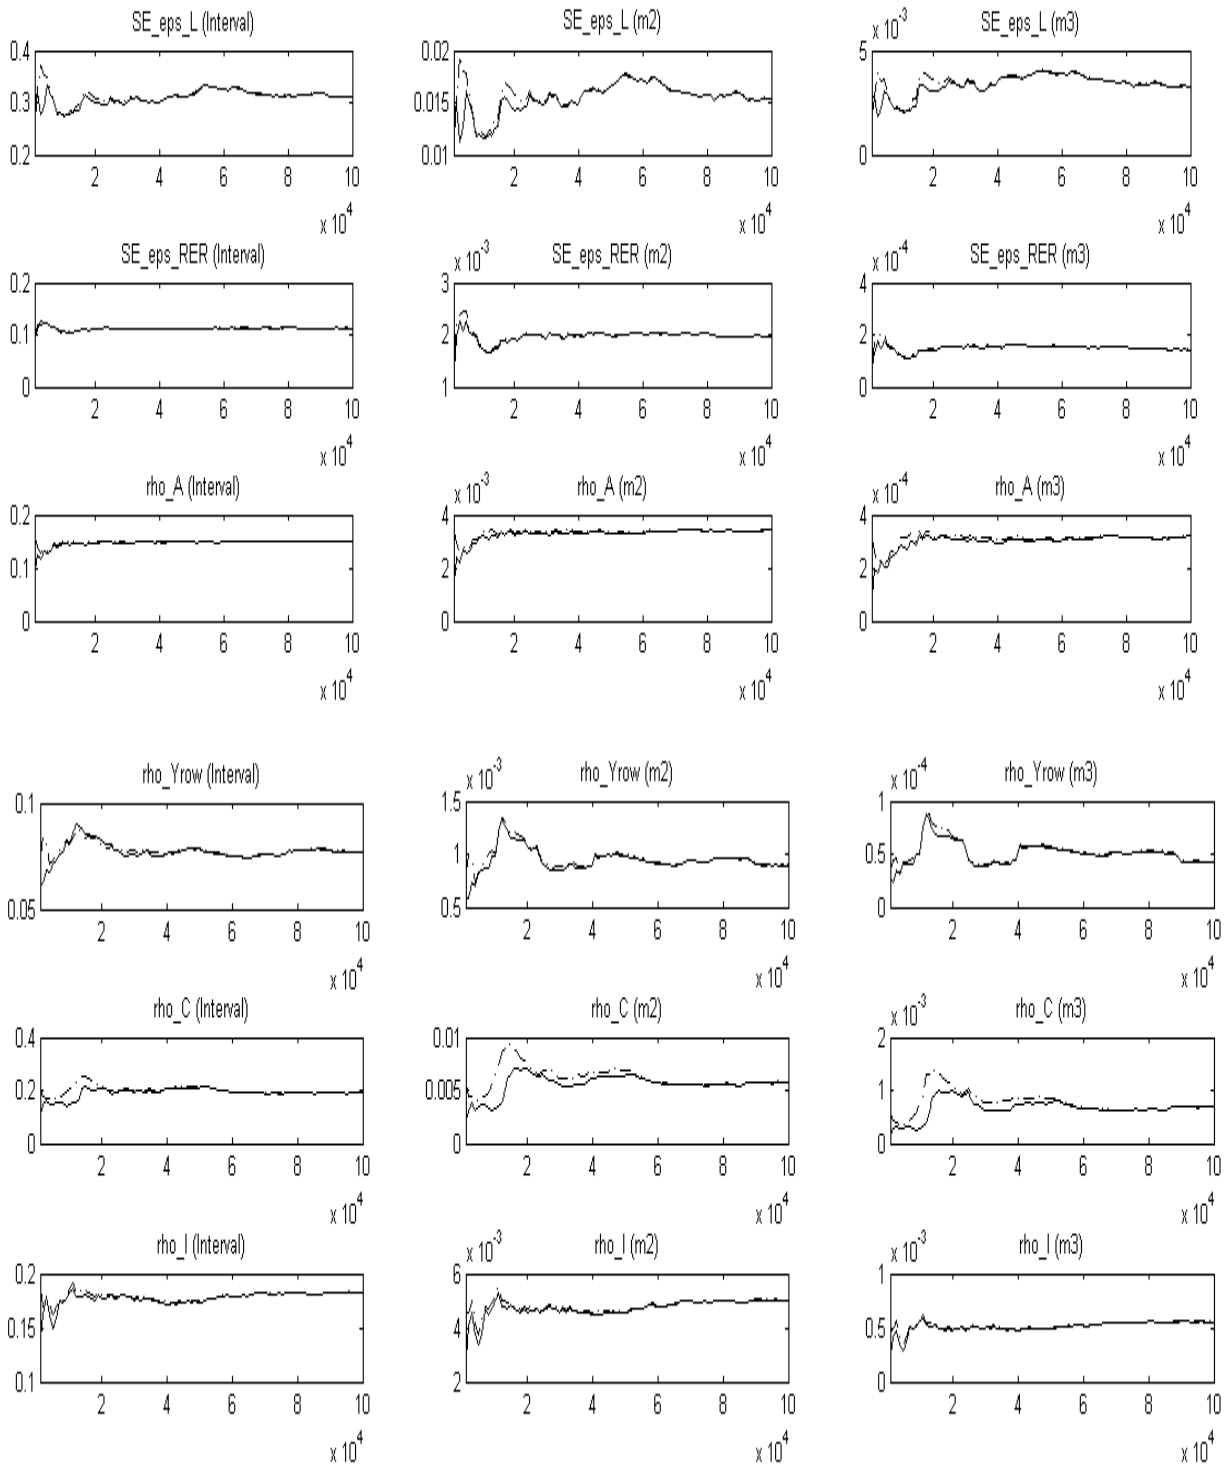 SE_eps_L (Interval) SE_eps_L (m2) SE_eps_L (m3)
x 10^-3
0.4 0.02 5
0.3 0.015
0.2 0.01 0
2 4 6 8 10 2 4 6 8 10 2 4 6 8 10
x 10^4 x 10^4 x 10^4
SE_eps_RER (Interval) SE_eps_RER (m2) SE_eps_RER (m3)
x 10^-3 x 10^-4
0.2 3 4
0.1 2 2
0 1 0
2 4 6 8 10 2 4 6 8 10 2 4 6 8 10
x 10^4 x 10^4 x 10^4
rho_A (Interval) rho_A (m2) rho_A (m3)
x 10^-3 x 10^-4
0.2 4 4
0.1 2 2
0 0 0
2 4 6 8 10 2 4 6 8 10 2 4 6 8 10
x 10^4 x 10^4 x 10^4
rho_Yrow (Interval) rho_Yrow (m2) rho_Yrow (m3)
x 10^-3 x 10^-4
0.1 1.5 1
1 0.5
0.05 0.5 0
2 4 6 8 10 2 4 6 8 10 2 4 6 8 10
x 10^4 x 10^4 x 10^4
rho_C (Interval) rho_C (m2) rho_C (m3)
x 10^-3
0.4 0.01 2
0.2 0.005 1
0 0 0
2 4 6 8 10 2 4 6 8 10 2 4 6 8 10
x 10^4 x 10^4 x 10^4
rho_I (Interval) rho_I (m2) rho_I (m3)
x 10^-3 x 10^-3
0.2 6 1
0.15 4 0.5
0.1 2 0
2 4 6 8 10 2 4 6 8 10 2 4 6 8 10
x 10^4 x 10^4 x 10^4